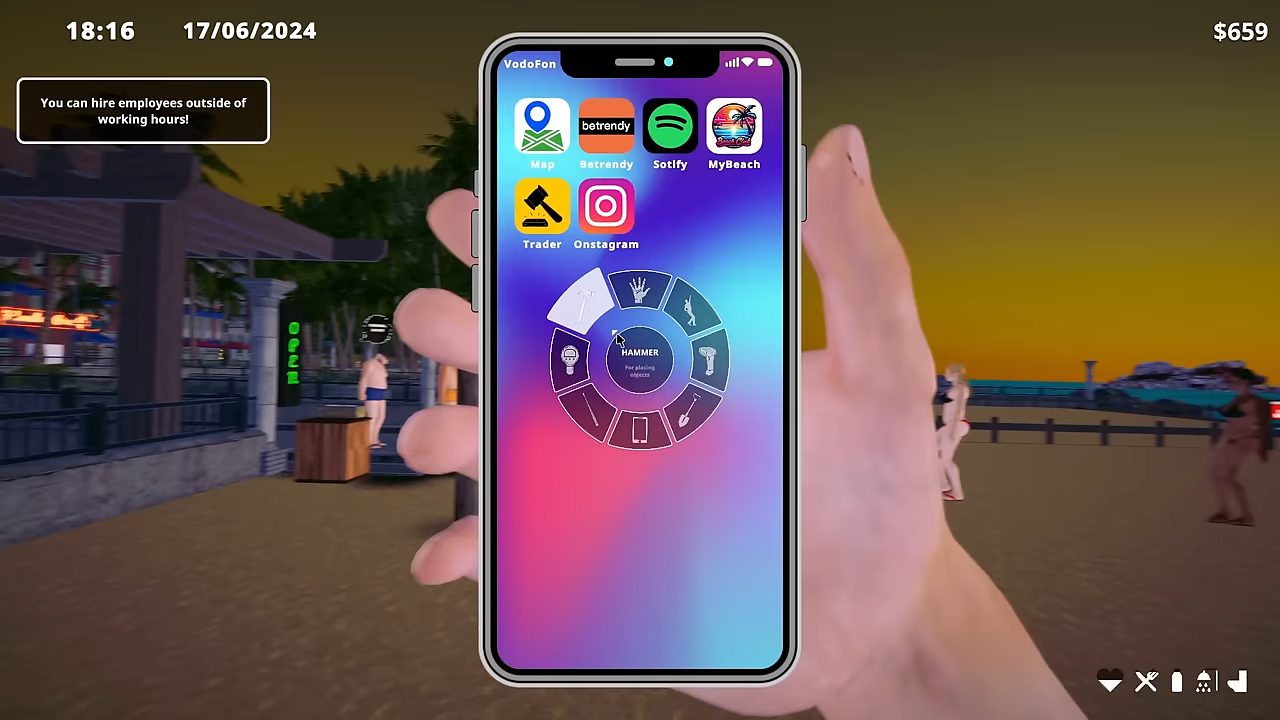 18:16
17/06/2024
$659
You can hire employees outside of
working hours!
VodoFon
betrendy
Map
Betrendy
Sotify
MyBeach
Trader
Onstagram
HAMMER
For placing
objects
OPEN